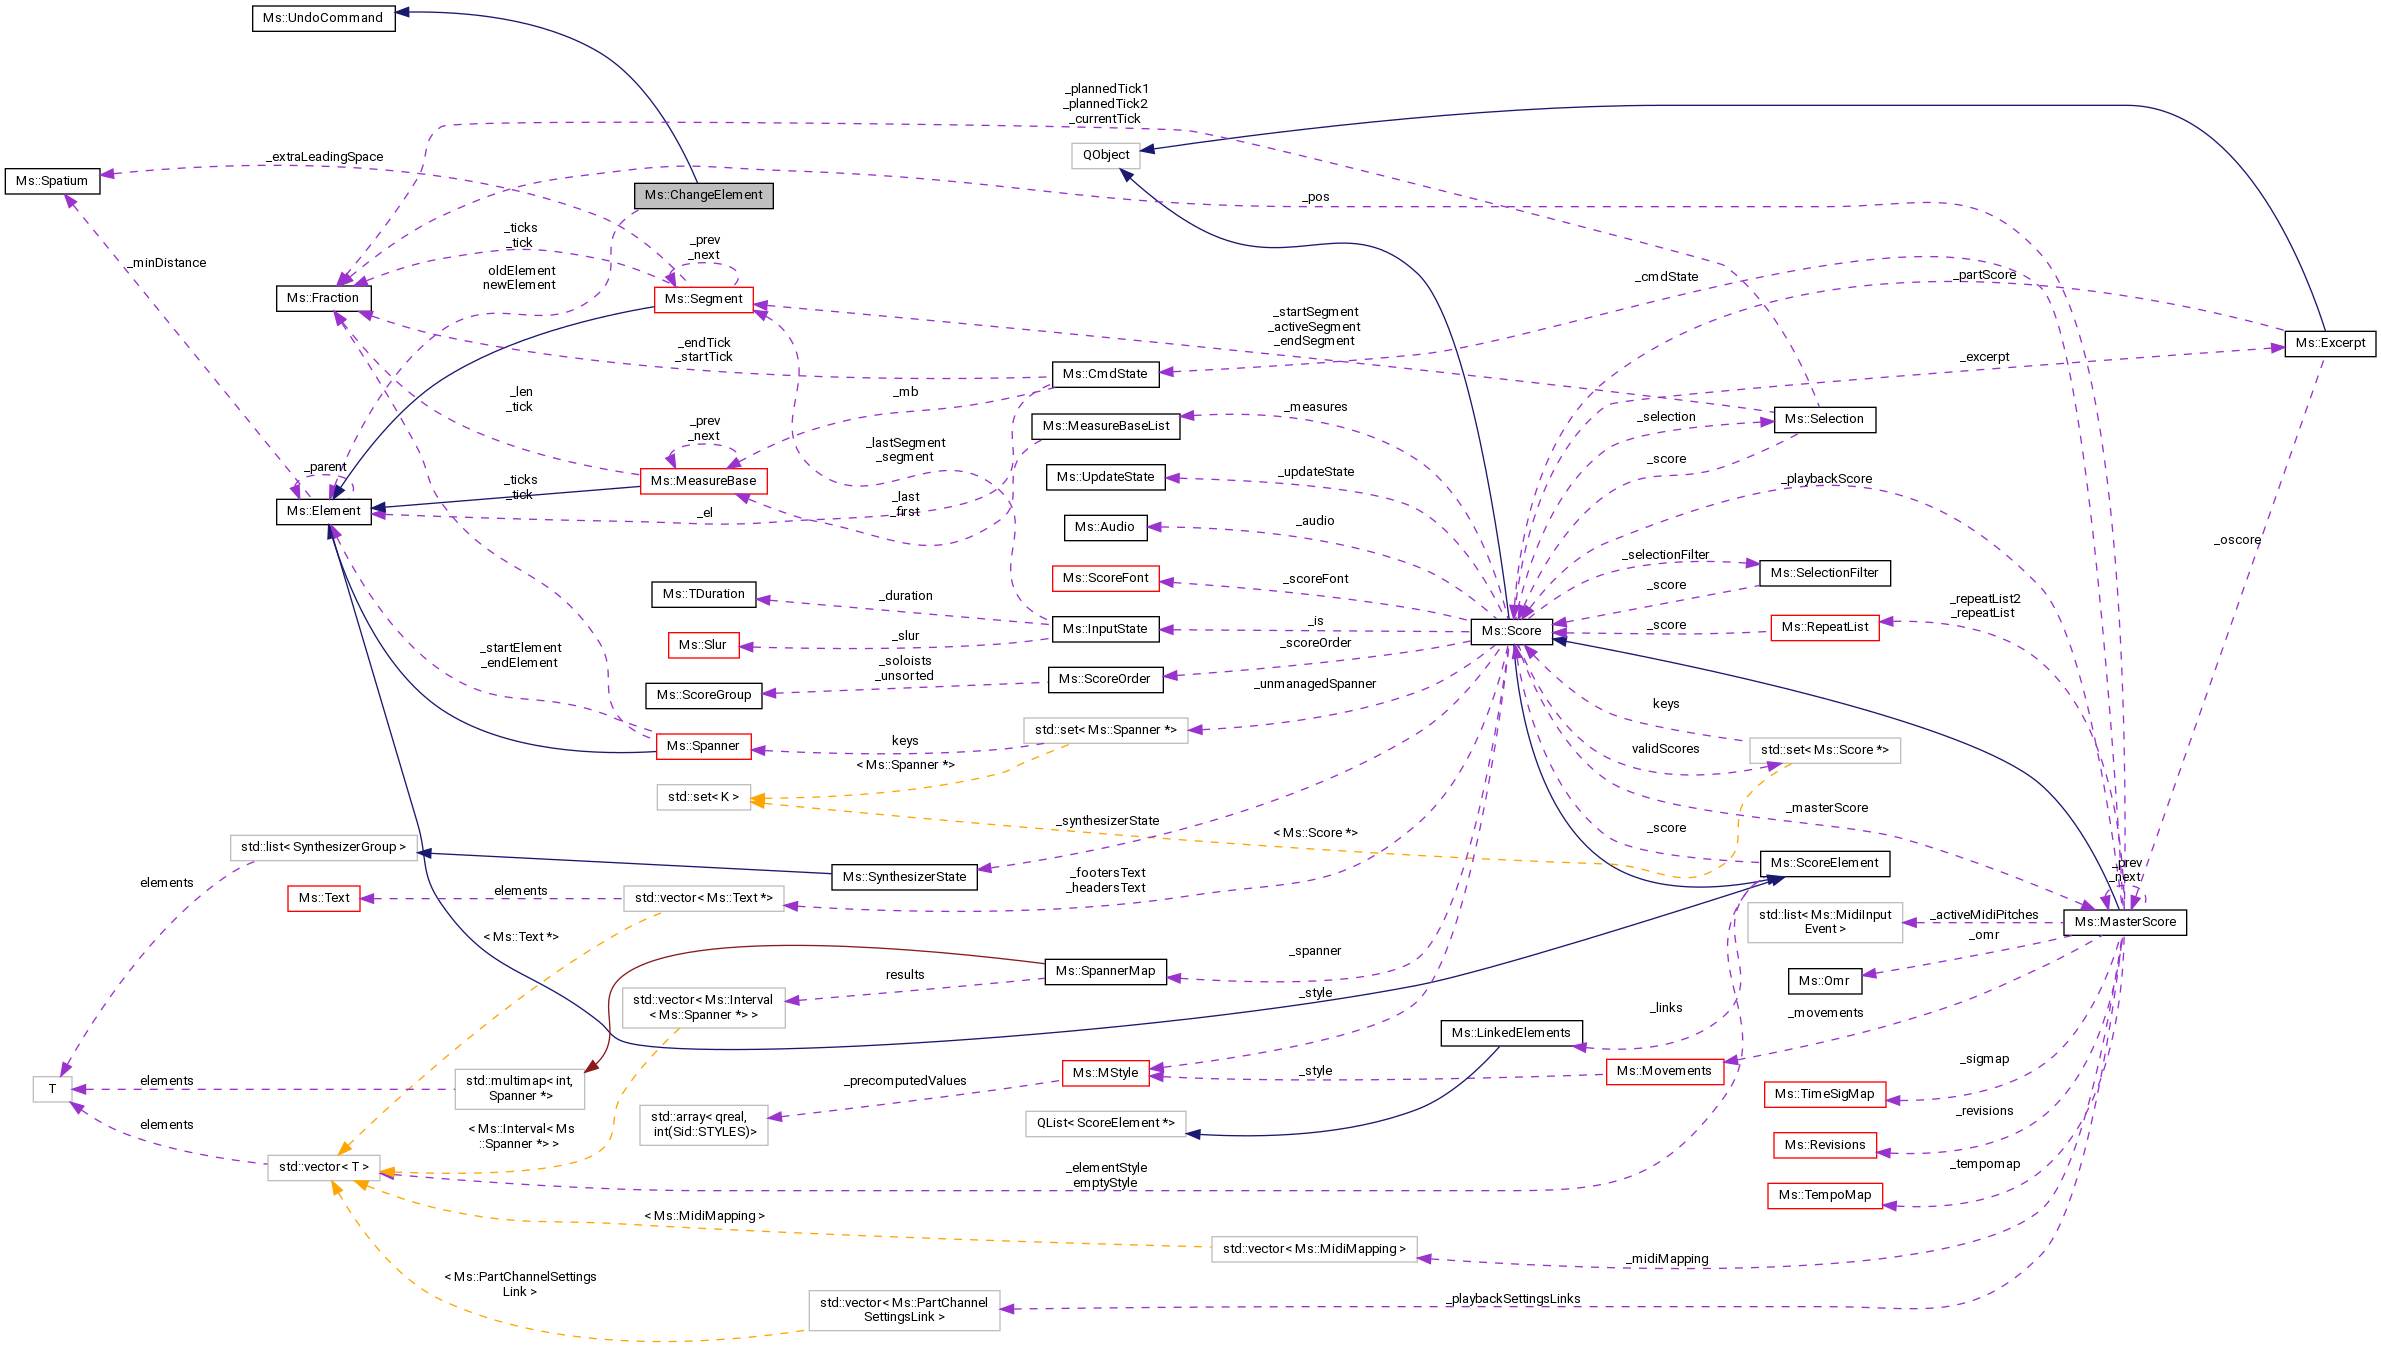 Ms::UndoCommand
_plannedTick1
_plannedTick2
_currentTick
QObject
_extraLeadingSpace
Ms::Spatium
Ms::ChangeElement
_pos
_ticks
_tick
_prev
_next
_minDistance
oldElement
newElement
_cmdState
_partScore
Ms::Fraction
Ms::Segment
_startSegment
_activeSegment
_endSegment
_endTick
_startTick
Ms::Excerpt
_excerpt
Ms::CmdState
_len
_tick
_mb
_measures
_selection
Ms::Selection
_prev
_next
Ms::MeasureBaseList
_lastSegment
_segment
_score
_parent
_ticks
_tick
Ms::MeasureBase
Ms::UpdateState
_updateState
_playbackScore
Ms::Element
_el
_last
_first
Ms::Audio
_audio
_oscore
_selectionFilter
Ms::SelectionFilter
Ms::ScoreFont
_scoreFont
_score
Ms::TDuration
_duration
_repeatList2
_repeatList
Ms::InputState
_is
Ms::Score
_score
Ms::RepeatList
Ms::Slur
_slur
_scoreOrder
_startElement
_endElement
_soloists
_unsorted
Ms::ScoreGroup
Ms::ScoreOrder
_unmanagedSpanner
keys
std::set< Ms::Spanner *>
Ms::Spanner
keys
validScores
std::set< Ms::Score *>
< Ms::Spanner *>
std::set< K >
_masterScore
_synthesizerState
< Ms::Score *>
_score
std::list< SynthesizerGroup >
Ms::ScoreElement
_prev
_next
elements
Ms::SynthesizerState
_footersText
_headersText
Ms::Text
elements
std::vector< Ms::Text *>
std::list< Ms::MidiInput
Event >
_activeMidiPitches
Ms::MasterScore
< Ms::Text *>
_omr
_spanner
Ms::SpannerMap
results
Ms::Omr
std::vector< Ms::Interval
< Ms::Spanner *> >
_style
_links
_movements
Ms::LinkedElements
_sigmap
T
elements
std::multimap< int,
Spanner *>
Ms::MStyle
_precomputedValues
_style
Ms::Movements
Ms::TimeSigMap
std::array< qreal,
int(Sid::STYLES)>
_revisions
elements
< Ms::Interval< Ms
::Spanner *> >
QList< ScoreElement *>
Ms::Revisions
std::vector< T >
_elementStyle
emptyStyle
_tempomap
Ms::TempoMap
< Ms::MidiMapping >
std::vector< Ms::MidiMapping >
_midiMapping
< Ms::PartChannelSettings
Link >
std::vector< Ms::PartChannel
SettingsLink >
_playbackSettingsLinks